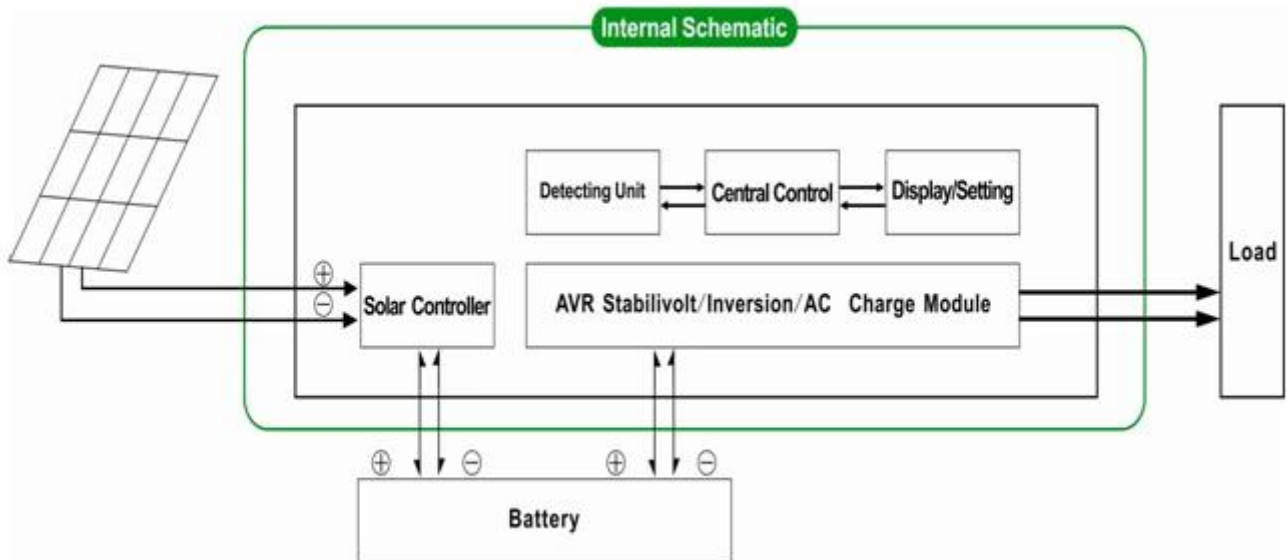 Internal Schematic
Detecting Unit
Central Control
Display/Setting
Load
⊕
⊖
Solar Controller
AVR Stabilivolt/Inversion/AC Charge Module
⊕ ⊖ ⊕ ⊖
Battery